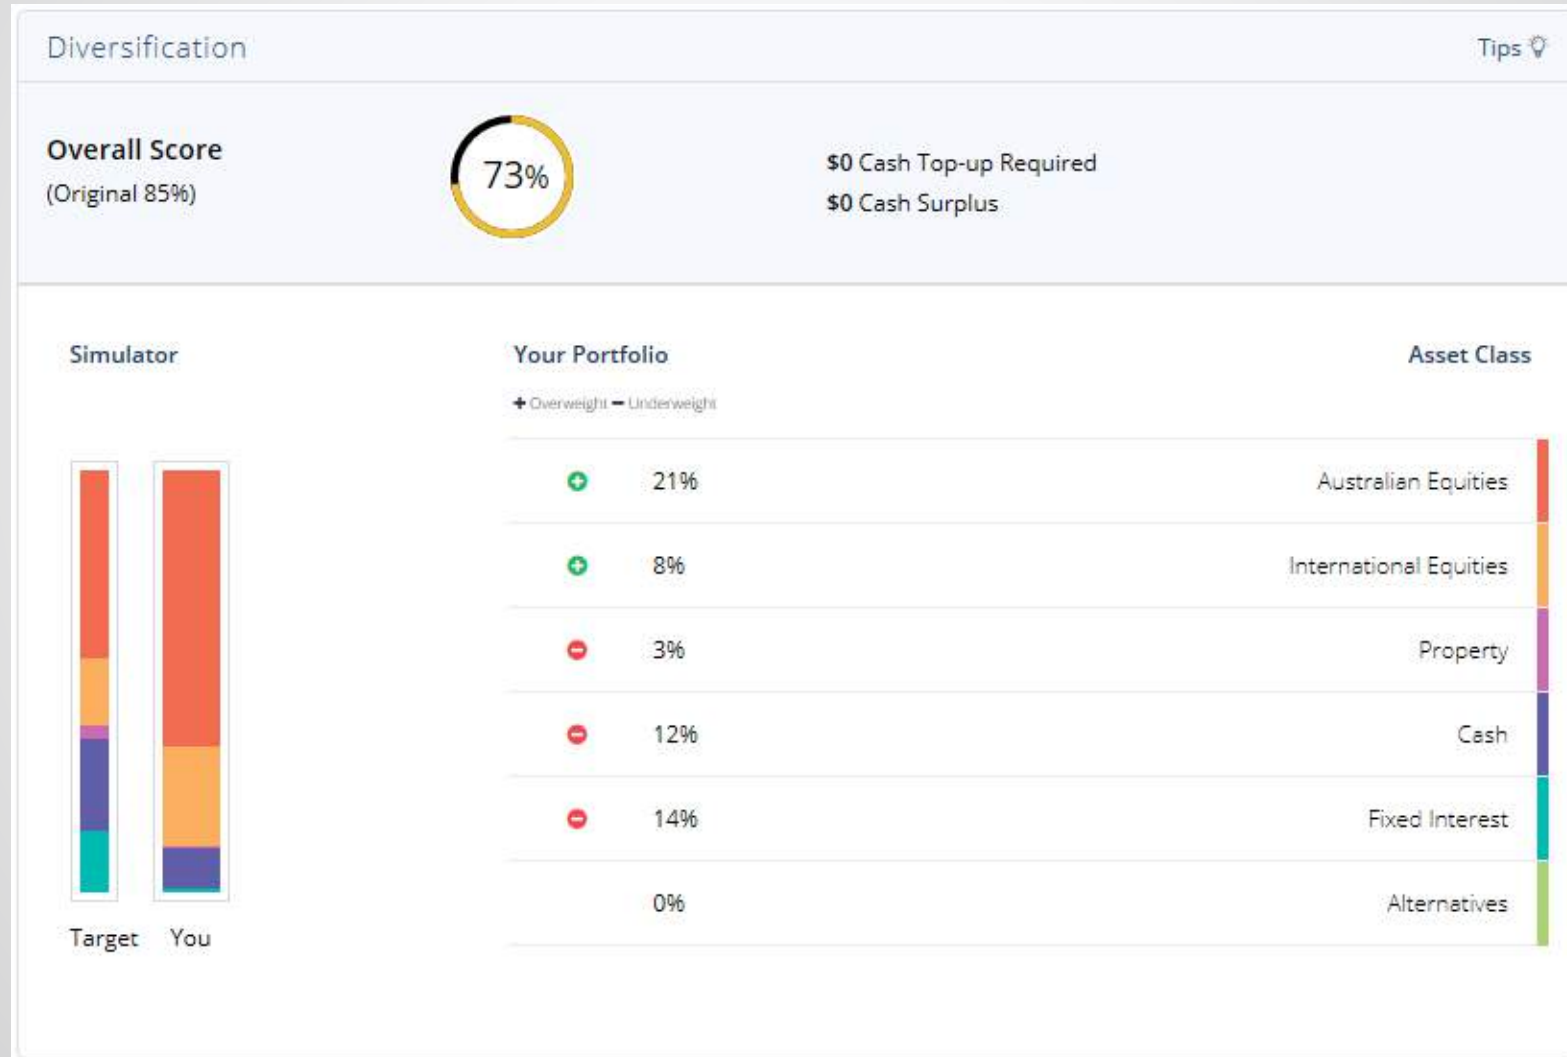 Diversification
Tips
Overall Score
(Original 85%)
73%
$0 Cash Top-up Required
$0 Cash Surplus
Simulator
Your Portfolio
Asset Class
+ Overweight − Underweight
21% Australian Equities
8% International Equities
3% Property
12% Cash
14% Fixed Interest
0% Alternatives
Target You